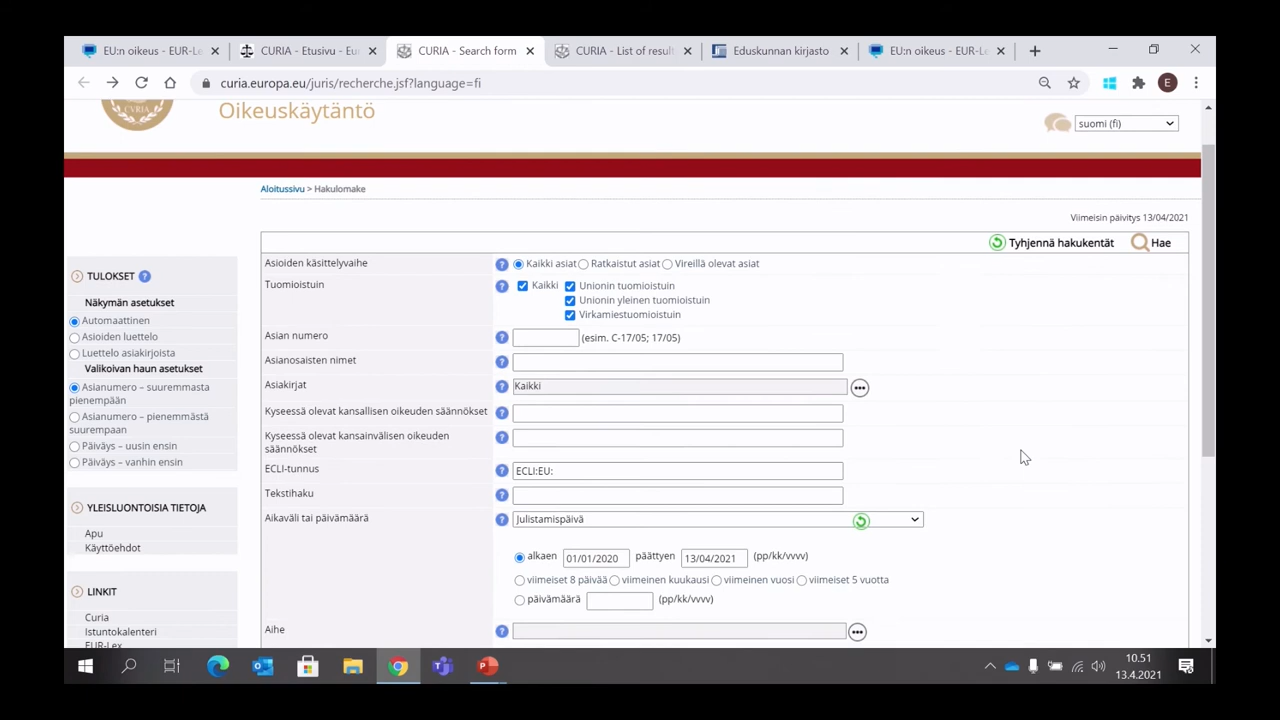 EU:n oikeus - EUR-Lex
CURIA - Etusivu - Eur
CURIA - Search form
CURIA - List of result
Eduskunnan kirjasto
EU:n oikeus - EUR-Lex
curia.europa.eu/juris/recherche.jsf?language=fi
E
CVRIA
Oikeuskäytäntö
suomi (fi)
Aloitussivu > Hakulomake
Viimeisin päivitys 13/04/2021
Tyhjennä hakukentät Hae
TULOKSET ?
Näkymän asetukset
Automaattinen
Asioiden luettelo
Luettelo asiakirjoista
Valikoivan haun asetukset
Asianumero – suuremmasta
pienempään
Asianumero – pienemmästä
suurempaan
Päiväys – uusin ensin
Päiväys – vanhin ensin
YLEISLUONTOISIA TIETOJA
Apu
Käyttöehdot
LINKIT
Curia
Istuntokalenteri
EUR-Lex
Asioiden käsittelyvaihe ? Kaikki asiat Ratkaistut asiat Vireillä olevat asiat
Tuomioistuin ? Kaikki Unionin tuomioistuin
Unionin yleinen tuomioistuin
Virkamiestuomioistuin
Asian numero ? (esim. C-17/05; 17/05)
Asianosaisten nimet ?
Asiakirjat ? Kaikki
Kyseessä olevat kansallisen oikeuden säännökset ?
Kyseessä olevat kansainvälisen oikeuden ?
säännökset
ECLI-tunnus ? ECLI:EU:
Tekstihaku ?
Aikaväli tai päivämäärä ? Julistamispäivä
alkaen 01/01/2020 päättyen 13/04/2021 (pp/kk/vvvv)
viimeiset 8 päivää viimeinen kuukausi viimeinen vuosi viimeiset 5 vuotta
päivämäärä (pp/kk/vvvv)
Aihe ?
10.51
13.4.2021